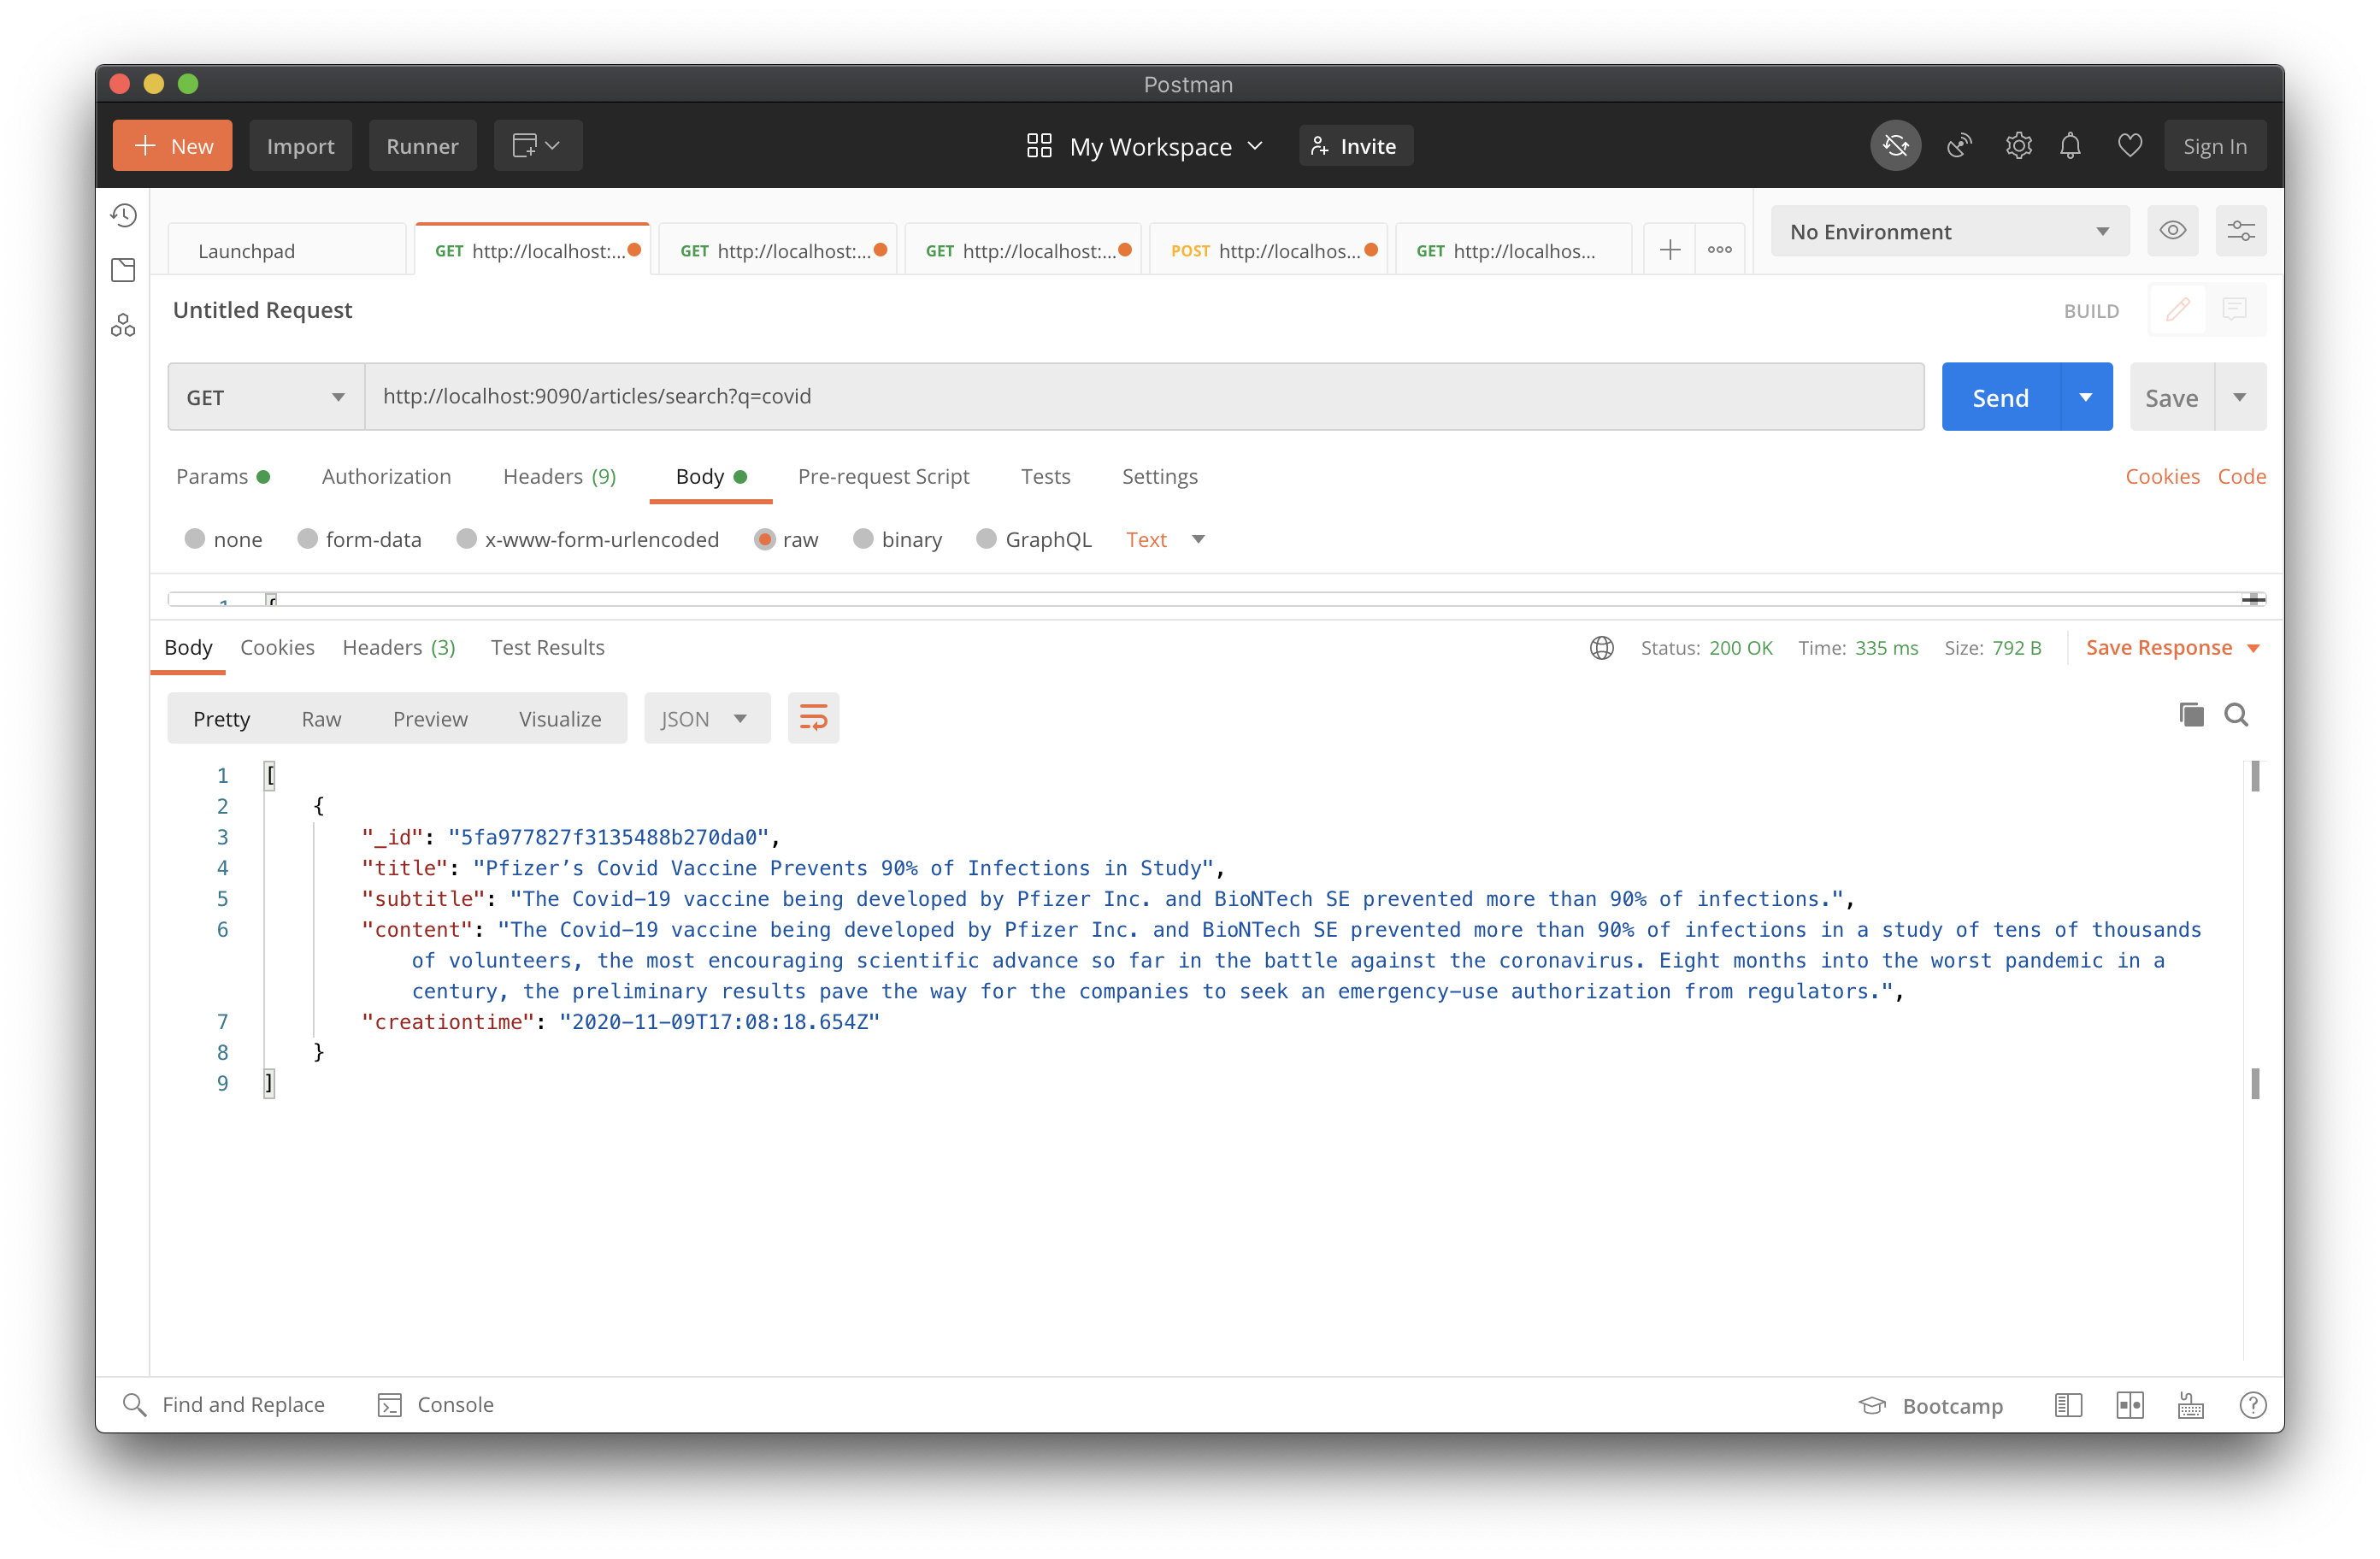 Postman
New Import Runner My Workspace Invite Sign In
Launchpad GET http://localhost:... GET http://localhost:... GET http://localhost:... POST http://localhos... GET http://localhos... No Environment
Untitled Request BUILD
GET http://localhost:9090/articles/search?q=covid Send Save
Params Authorization Headers (9) Body Pre-request Script Tests Settings Cookies Code
none form-data x-www-form-urlencoded raw binary GraphQL Text
1 {
Body Cookies Headers (3) Test Results Status: 200 OK Time: 335 ms Size: 792 B Save Response
Pretty Raw Preview Visualize JSON
1 [
2 {
3 "_id": "5fa977827f3135488b270da0",
4 "title": "Pfizer’s Covid Vaccine Prevents 90% of Infections in Study",
5 "subtitle": "The Covid-19 vaccine being developed by Pfizer Inc. and BioNTech SE prevented more than 90% of infections.",
6 "content": "The Covid-19 vaccine being developed by Pfizer Inc. and BioNTech SE prevented more than 90% of infections in a study of tens of thousands
of volunteers, the most encouraging scientific advance so far in the battle against the coronavirus. Eight months into the worst pandemic in a
century, the preliminary results pave the way for the companies to seek an emergency-use authorization from regulators.",
7 "creationtime": "2020-11-09T17:08:18.654Z"
8 }
9 ]
Find and Replace Console Bootcamp